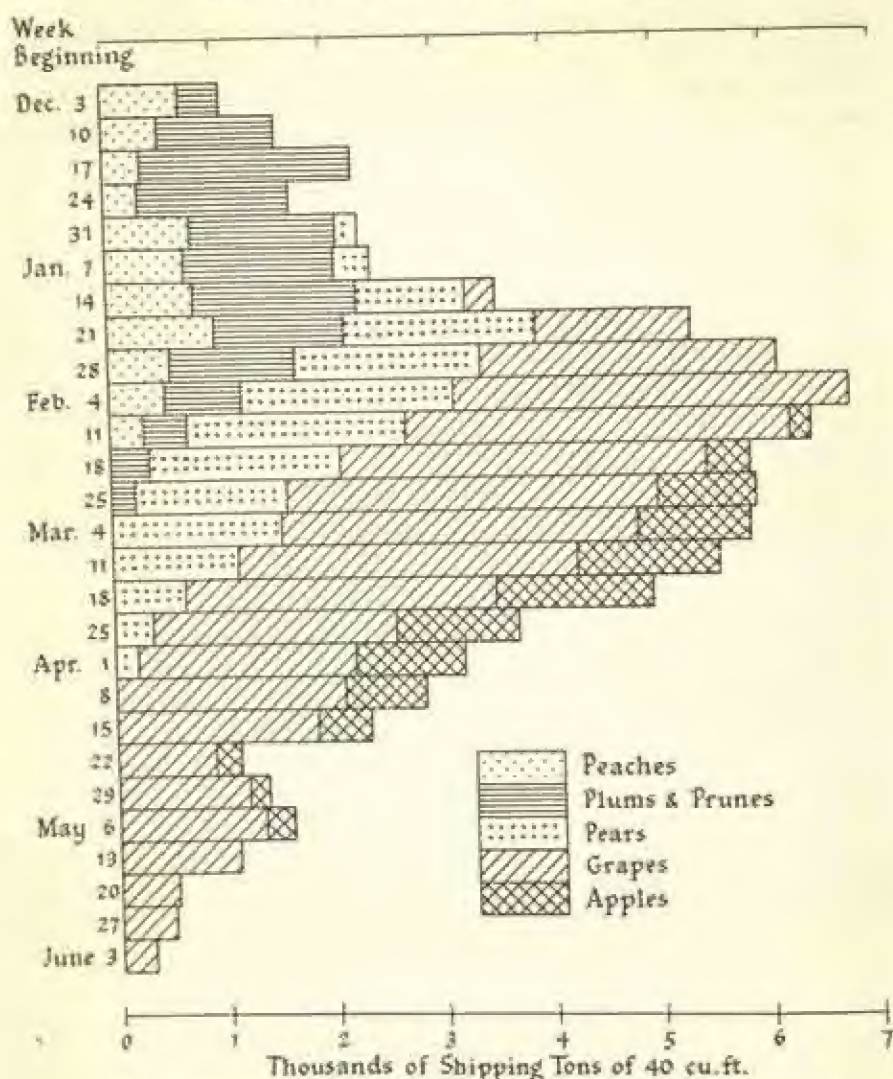 Week
Beginning
Dec. 3
10
17
24
31
Jan. 7
14
21
28
Feb. 4
11
18
25
Mar. 4
11
18
25
Apr. 1
8
15
22
29
May 6
13
20
27
June 3
Peaches
Plums & Prunes
Pears
Grapes
Apples
0 1 2 3 4 5 6 7
Thousands of Shipping Tons of 40 cu.ft.